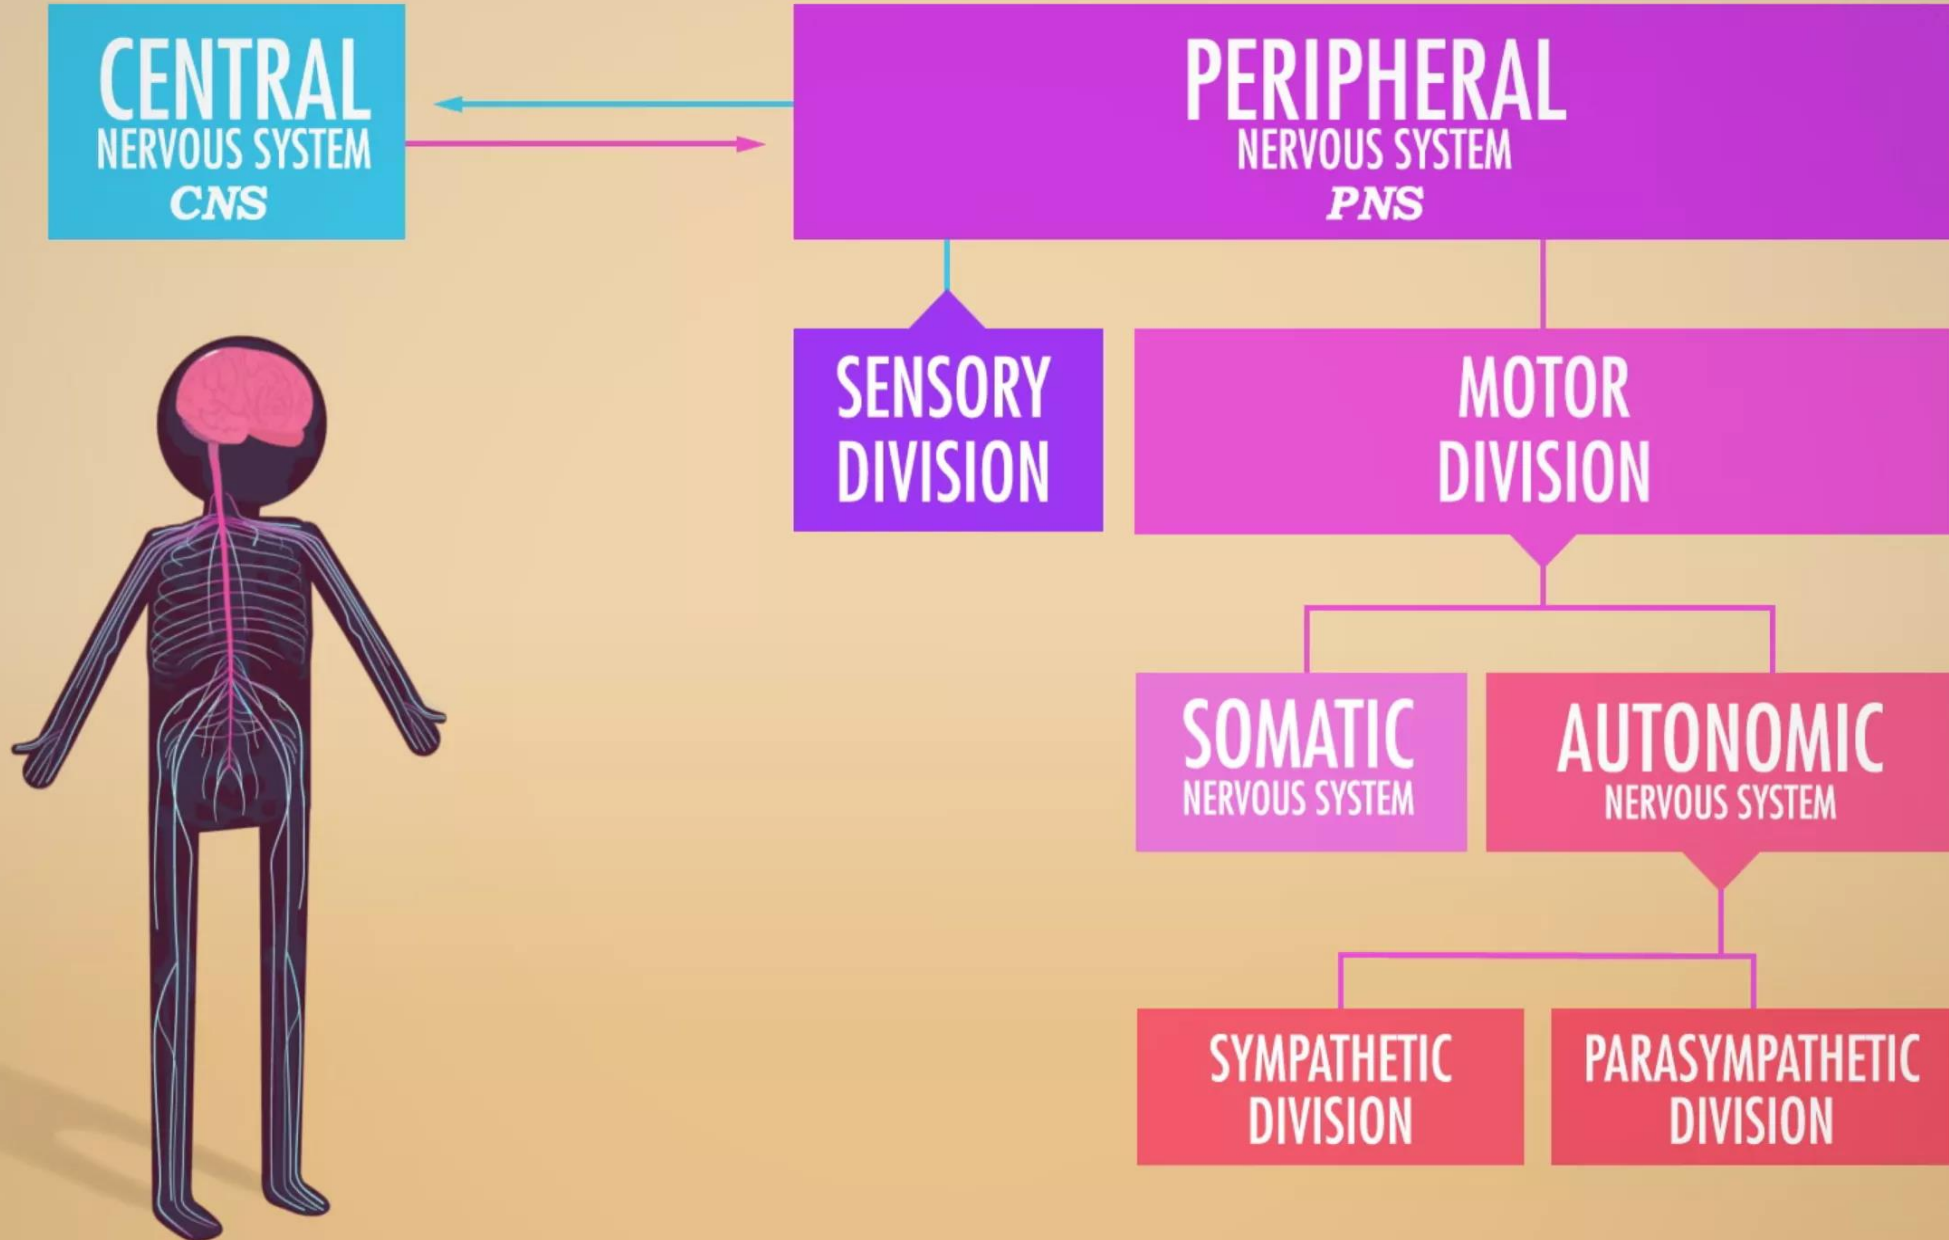 CENTRAL
NERVOUS SYSTEM
CNS
PERIPHERAL
NERVOUS SYSTEM
PNS
SENSORY
DIVISION
MOTOR
DIVISION
SOMATIC
NERVOUS SYSTEM
AUTONOMIC
NERVOUS SYSTEM
SYMPATHETIC
DIVISION
PARASYMPATHETIC
DIVISION